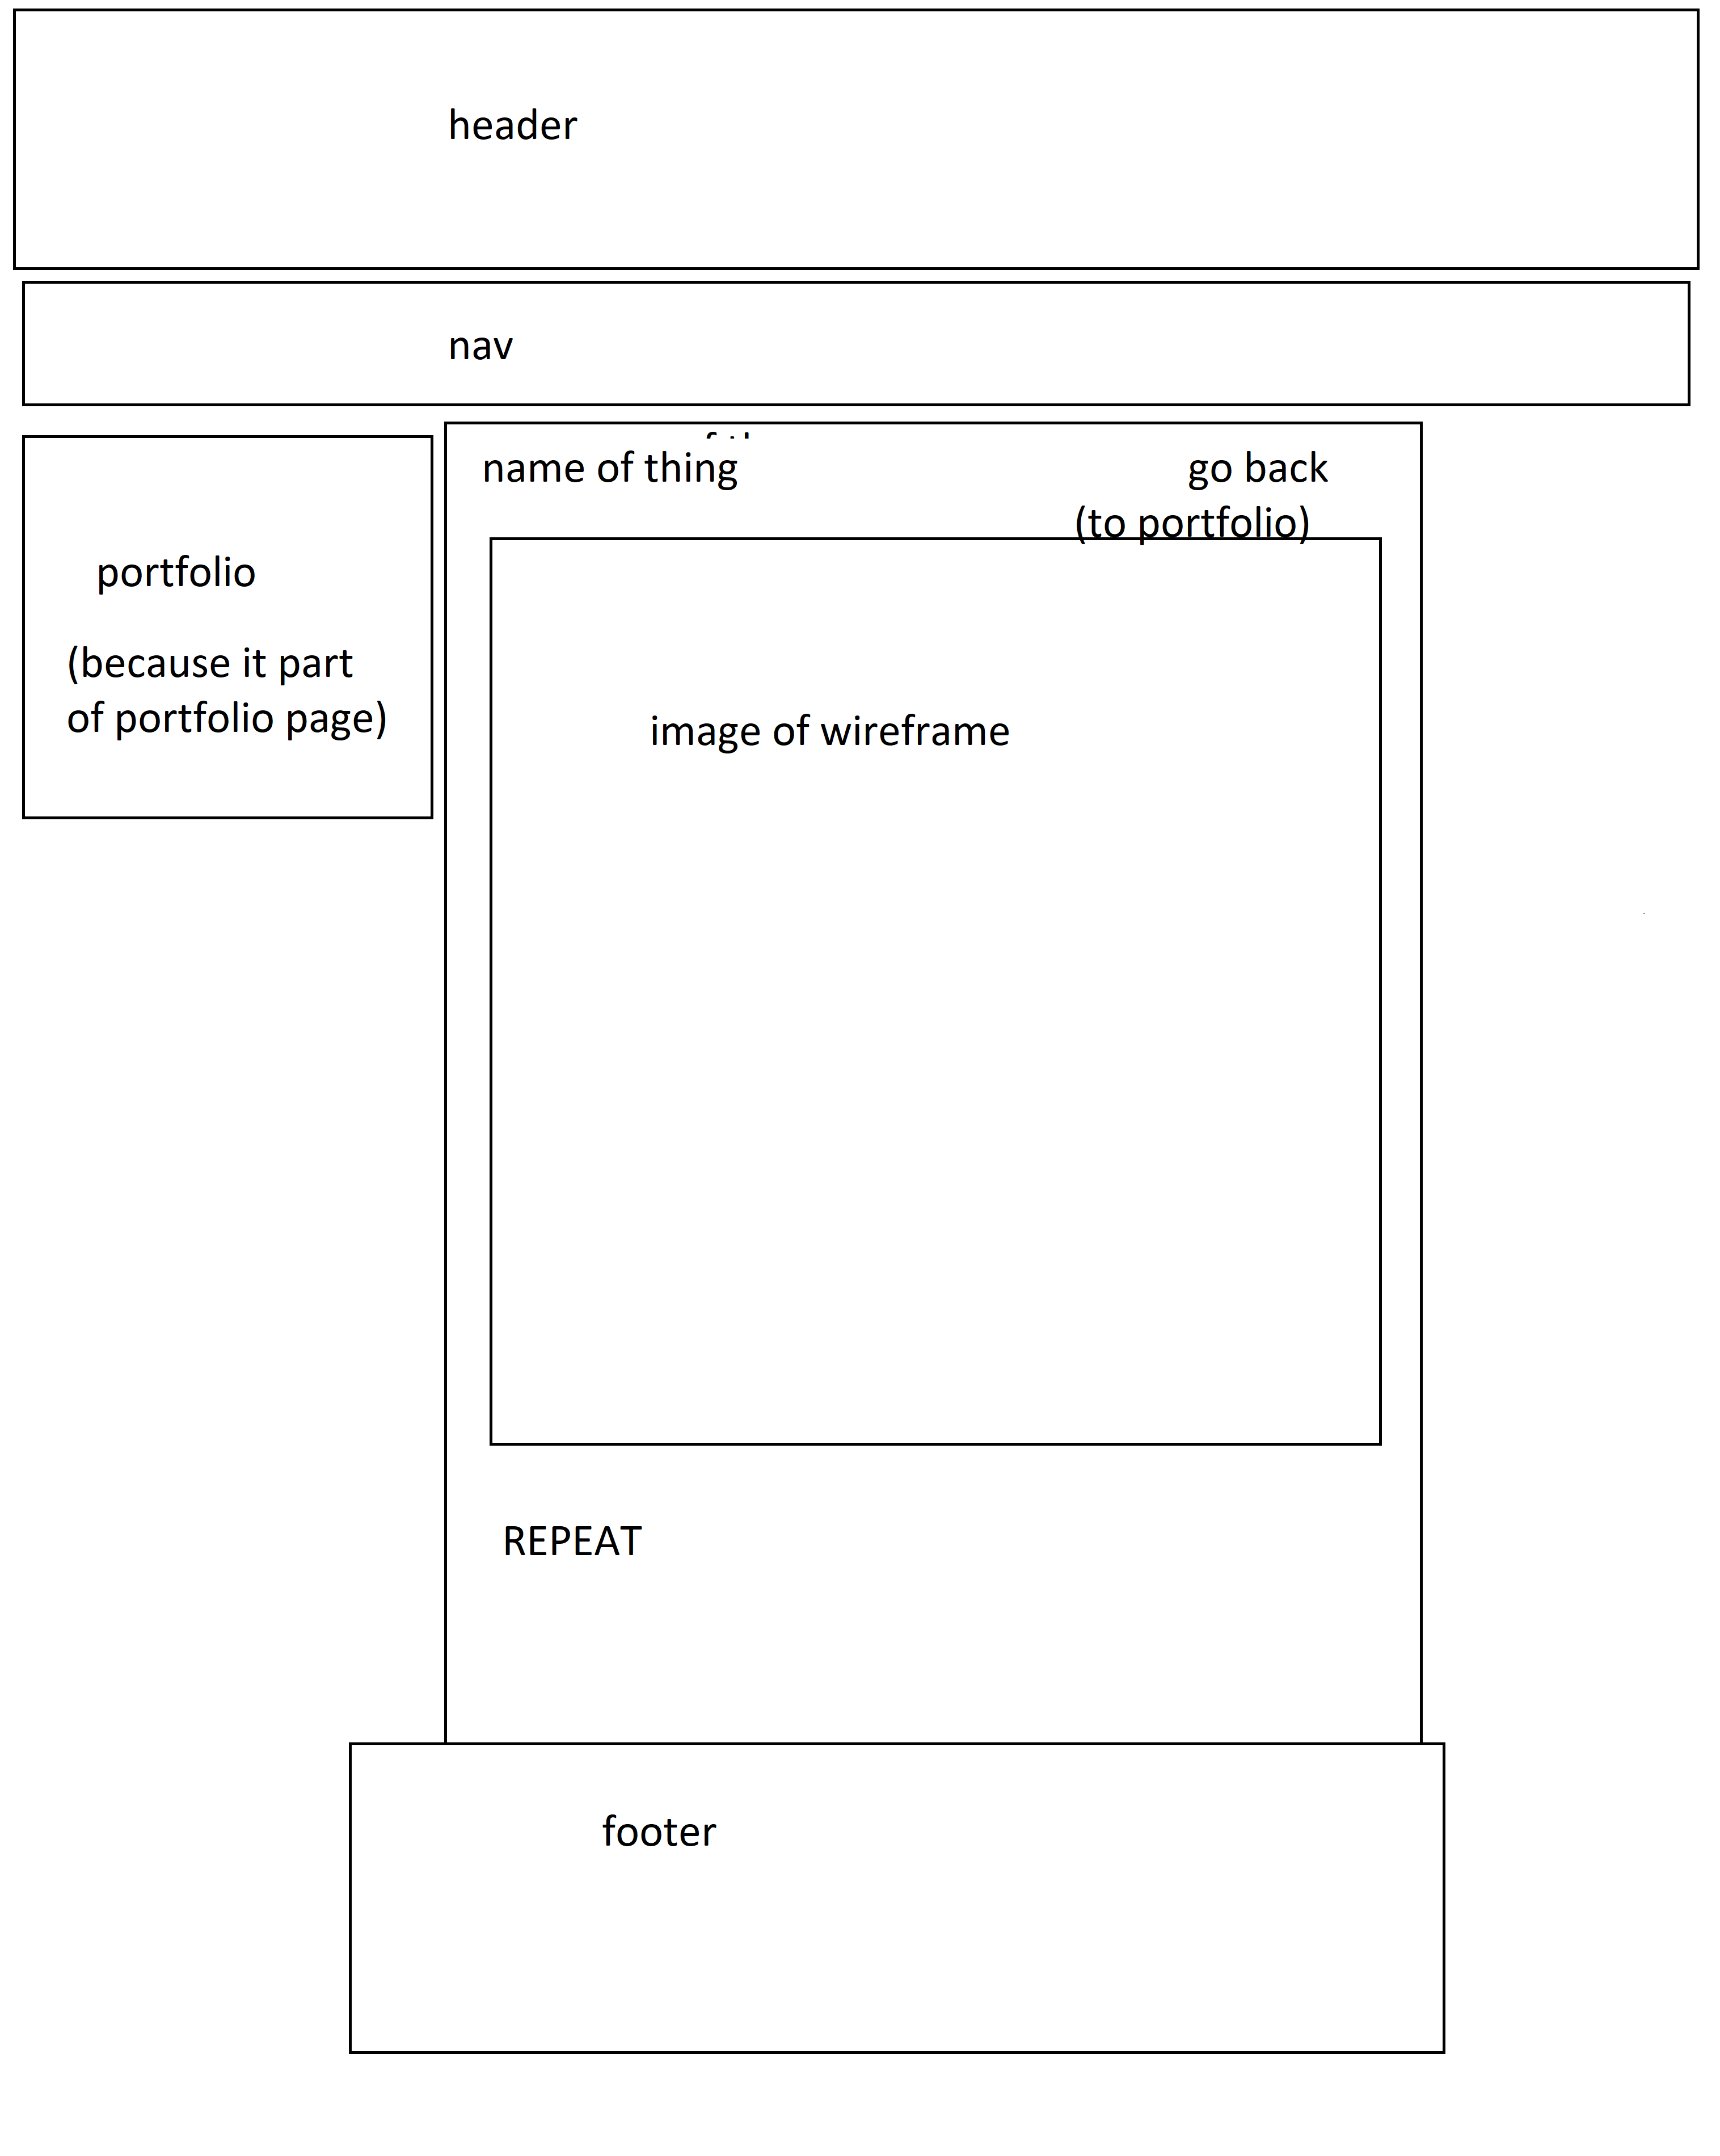 header
nav
name of thing
go back
(to portfolio)
portfolio
(because it part
of portfolio page)
image of wireframe
REPEAT
footer